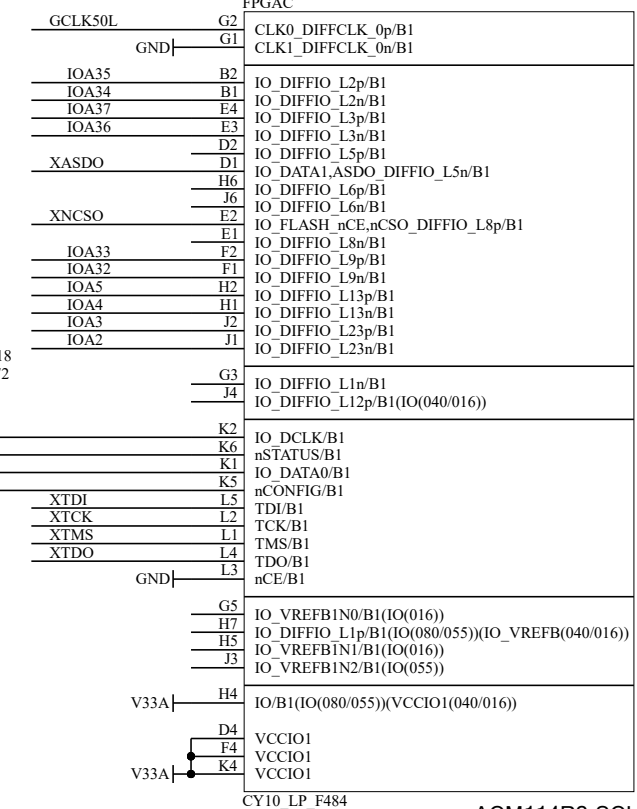 FPGAC
GCLK50L G2 CLK0_DIFFCLK_0p/B1
GND G1 CLK1_DIFFCLK_0n/B1
IOA35 B2 IO_DIFFIO_L2p/B1
IOA34 B1 IO_DIFFIO_L2n/B1
IOA37 E4 IO_DIFFIO_L3p/B1
IOA36 E3 IO_DIFFIO_L3n/B1
D2 IO_DIFFIO_L5p/B1
XASDO D1 IO_DATA1,ASDO_DIFFIO_L5n/B1
H6 IO_DIFFIO_L6p/B1
J6 IO_DIFFIO_L6n/B1
XNCSO E2 IO_FLASH_nCE,nCSO_DIFFIO_L8p/B1
E1 IO_DIFFIO_L8n/B1
IOA33 F2 IO_DIFFIO_L9p/B1
IOA32 F1 IO_DIFFIO_L9n/B1
IOA5 H2 IO_DIFFIO_L13p/B1
IOA4 H1 IO_DIFFIO_L13n/B1
IOA3 J2 IO_DIFFIO_L23p/B1
IOA2 J1 IO_DIFFIO_L23n/B1
G3 IO_DIFFIO_L1n/B1
J4 IO_DIFFIO_L12p/B1(IO(040/016))
K2 IO_DCLK/B1
K6 nSTATUS/B1
K1 IO_DATA0/B1
K5 nCONFIG/B1
XTDI L5 TDI/B1
XTCK L2 TCK/B1
XTMS L1 TMS/B1
XTDO L4 TDO/B1
GND L3 nCE/B1
G5 IO_VREFB1N0/B1(IO(016))
H7 IO_DIFFIO_L1p/B1(IO(080/055))(IO_VREFB(040/016))
H5 IO_VREFB1N1/B1(IO(016))
J3 IO_VREFB1N2/B1(IO(055))
V33A H4 IO/B1(IO(080/055))(VCCIO1(040/016))
D4 VCCIO1
F4 VCCIO1
V33A K4 VCCIO1
CY10_LP_F484